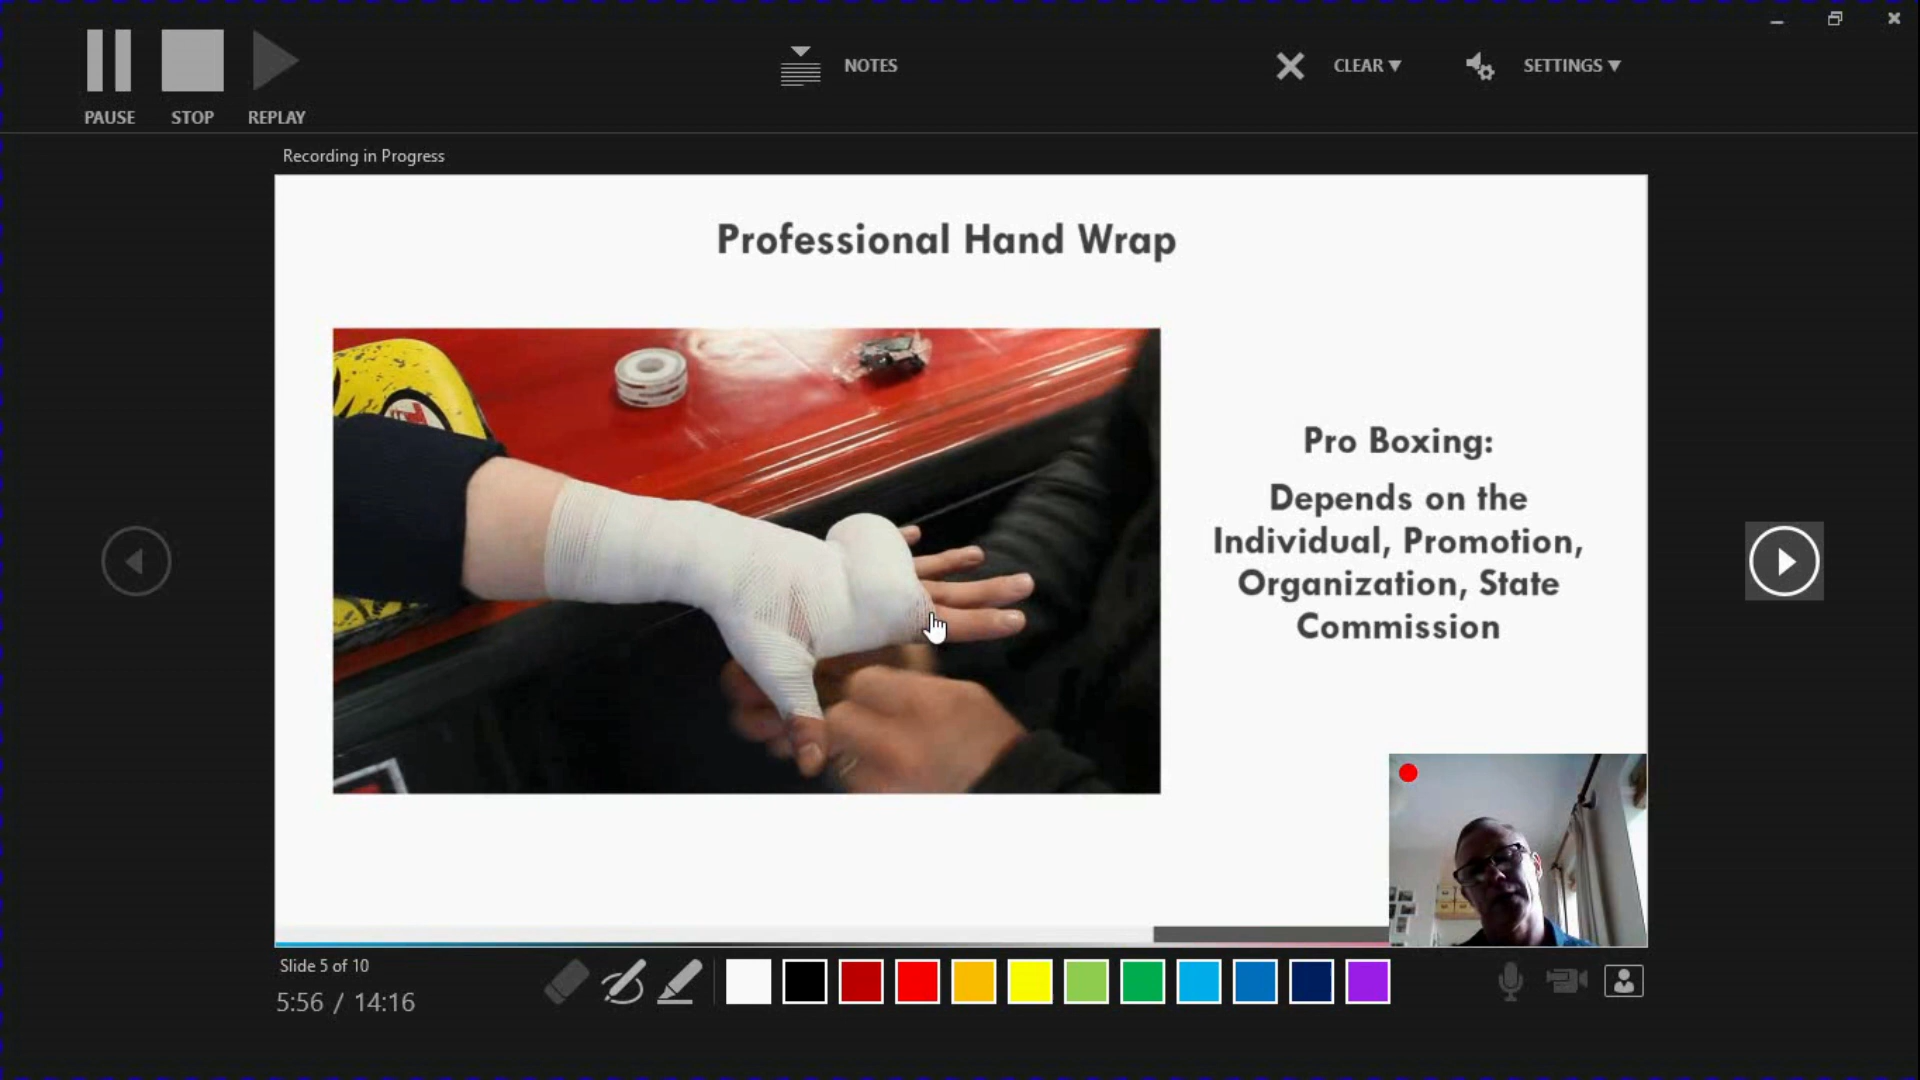 PAUSE
STOP
REPLAY
NOTES
CLEAR
SETTINGS
Recording in Progress
Professional Hand Wrap
Pro Boxing:
Depends on the
Individual, Promotion,
Organization, State
Commission
Slide 5 of 10
5:56 / 14:16